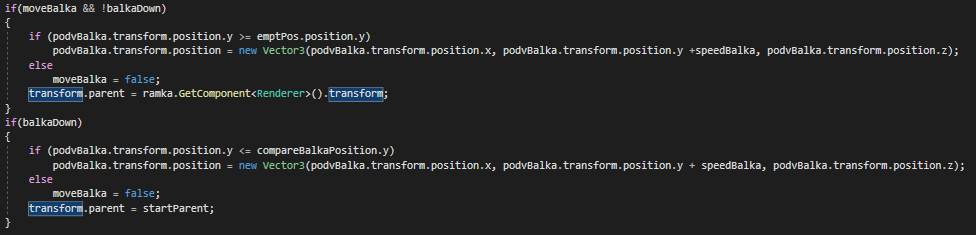 if(moveBalka && !balkaDown)
{
if (podvBalka.transform.position.y >= emptPos.position.y)
podvBalka.transform.position = new Vector3(podvBalka.transform.position.x, podvBalka.transform.position.y +speedBalka, podvBalka.transform.position.z);
else
moveBalka = false;
transform.parent = ramka.GetComponent<Renderer>().transform;
}
if(balkaDown)
{
if (podvBalka.transform.position.y <= compareBalkaPosition.y)
podvBalka.transform.position = new Vector3(podvBalka.transform.position.x, podvBalka.transform.position.y + speedBalka, podvBalka.transform.position.z);
else
moveBalka = false;
transform.parent = startParent;
}